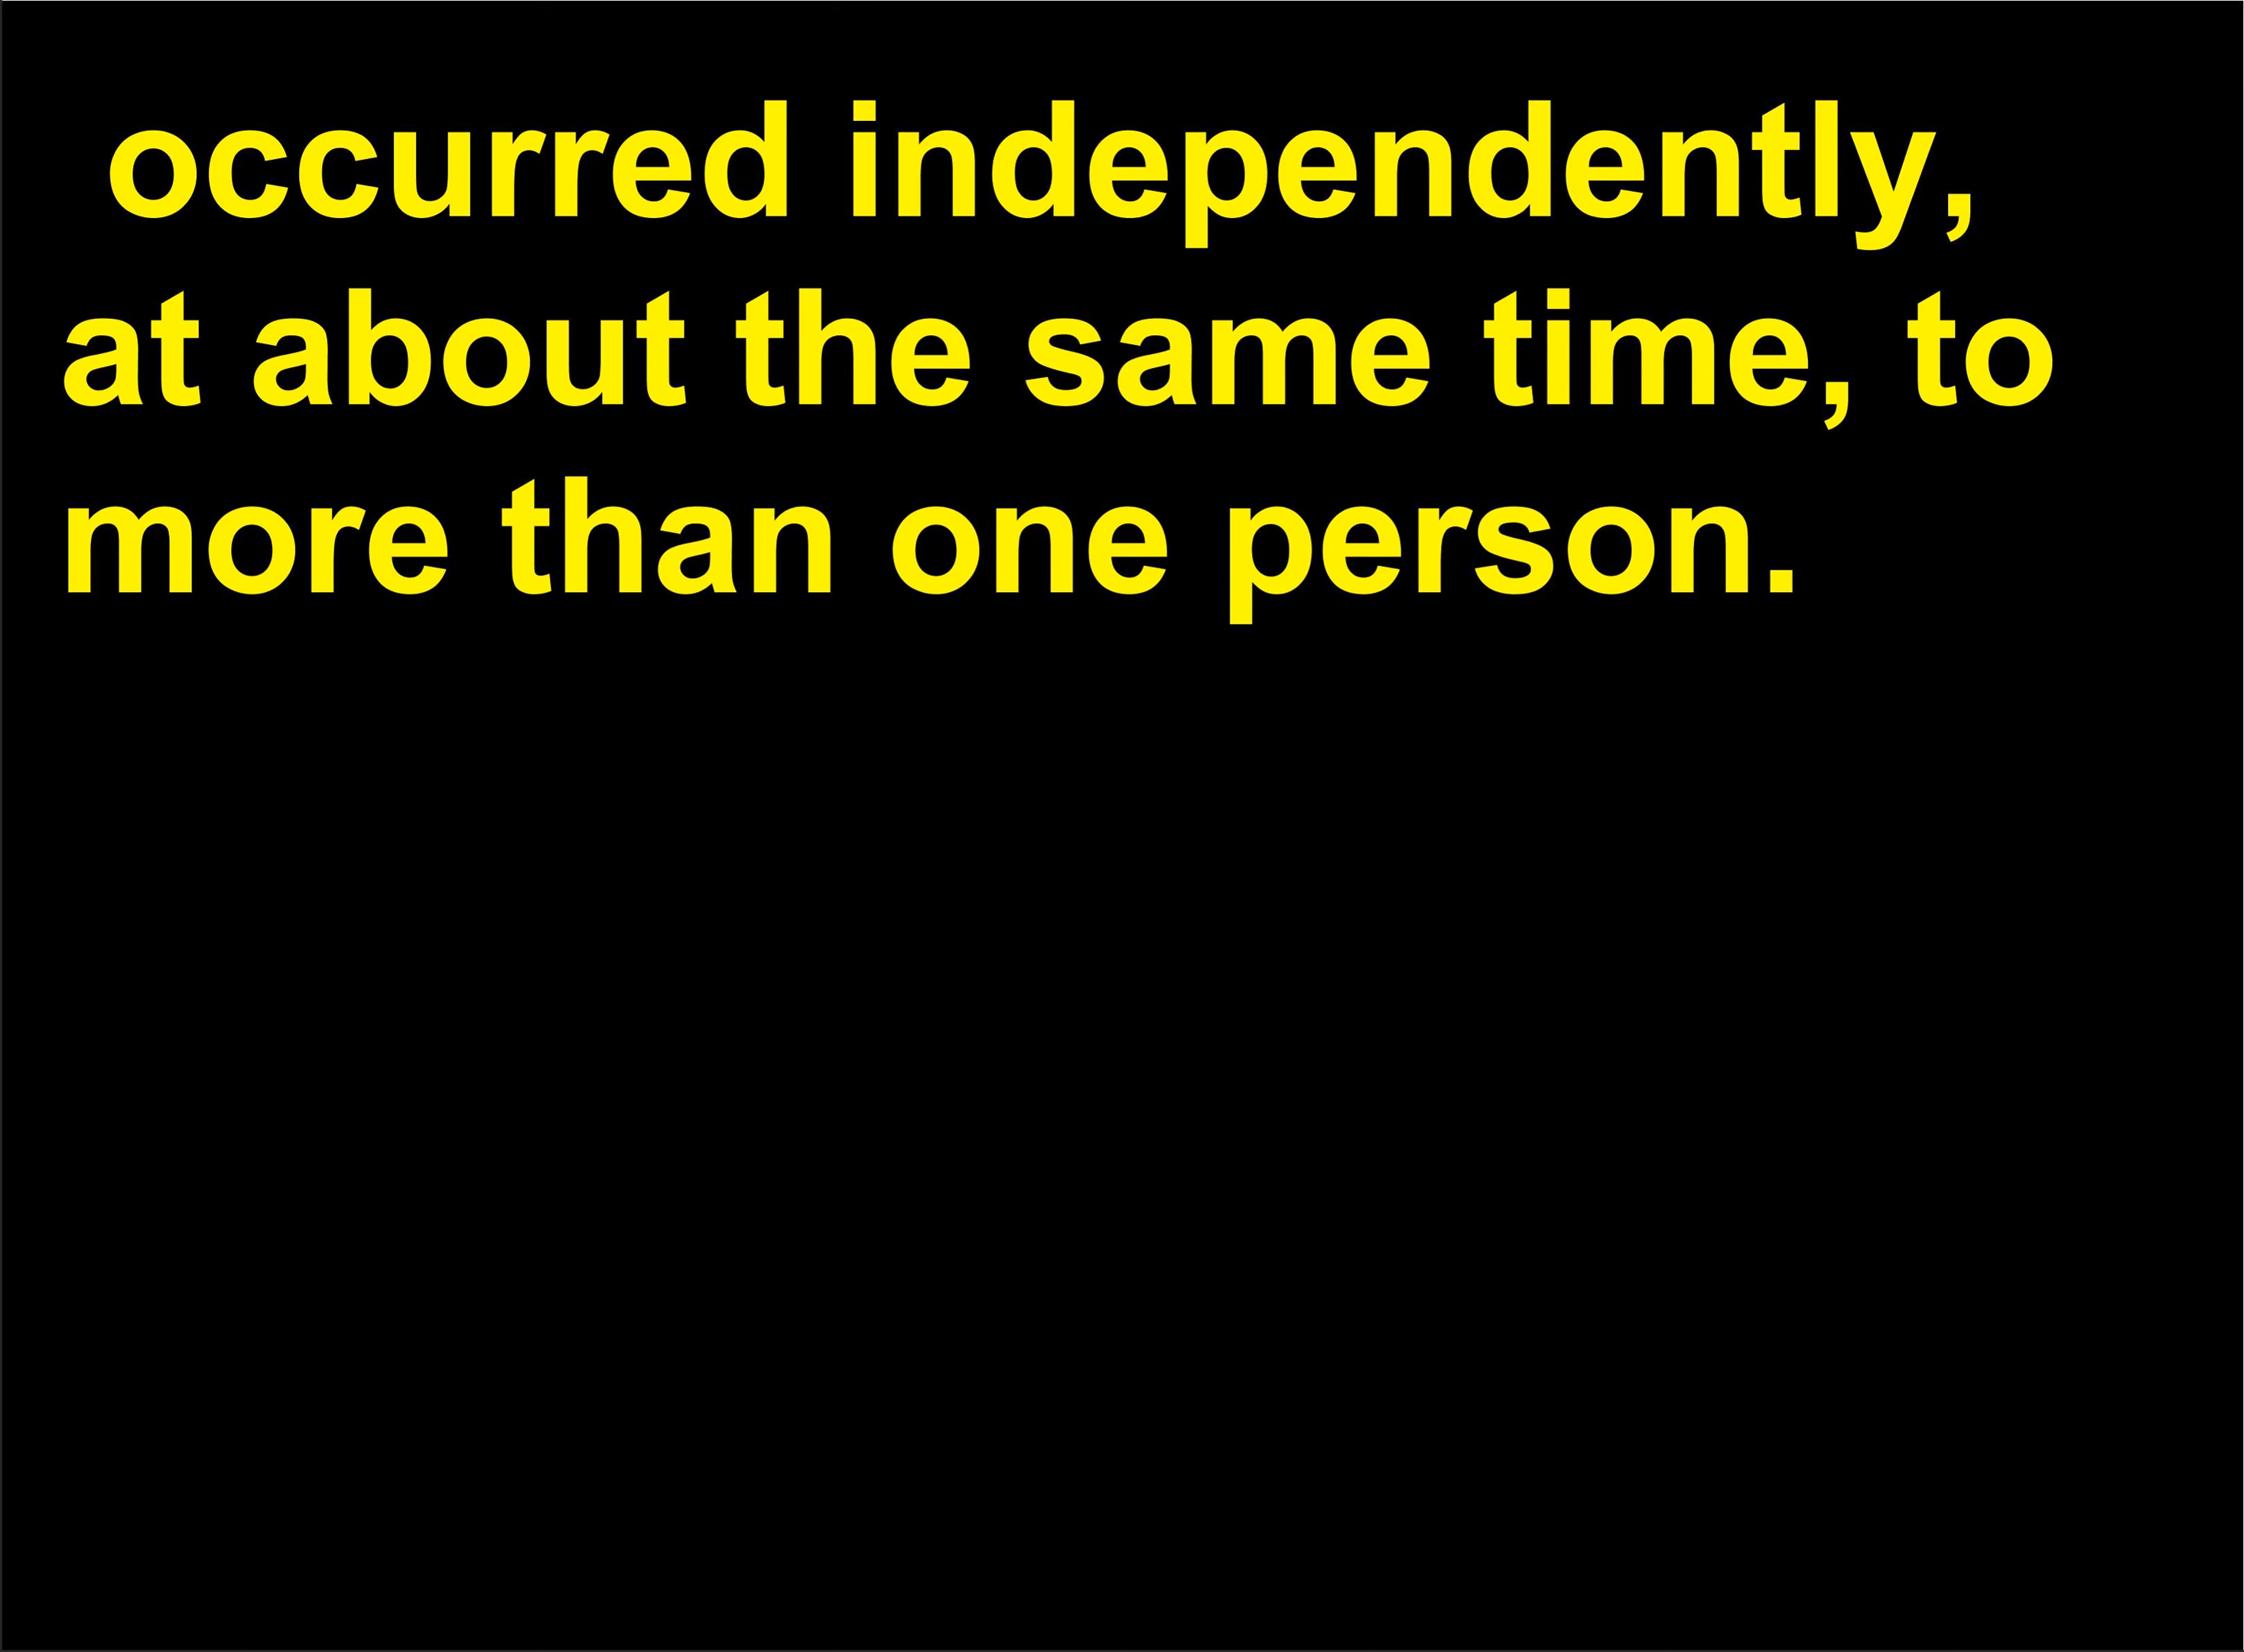 occurred independently,
at about the same time, to
more than one person.